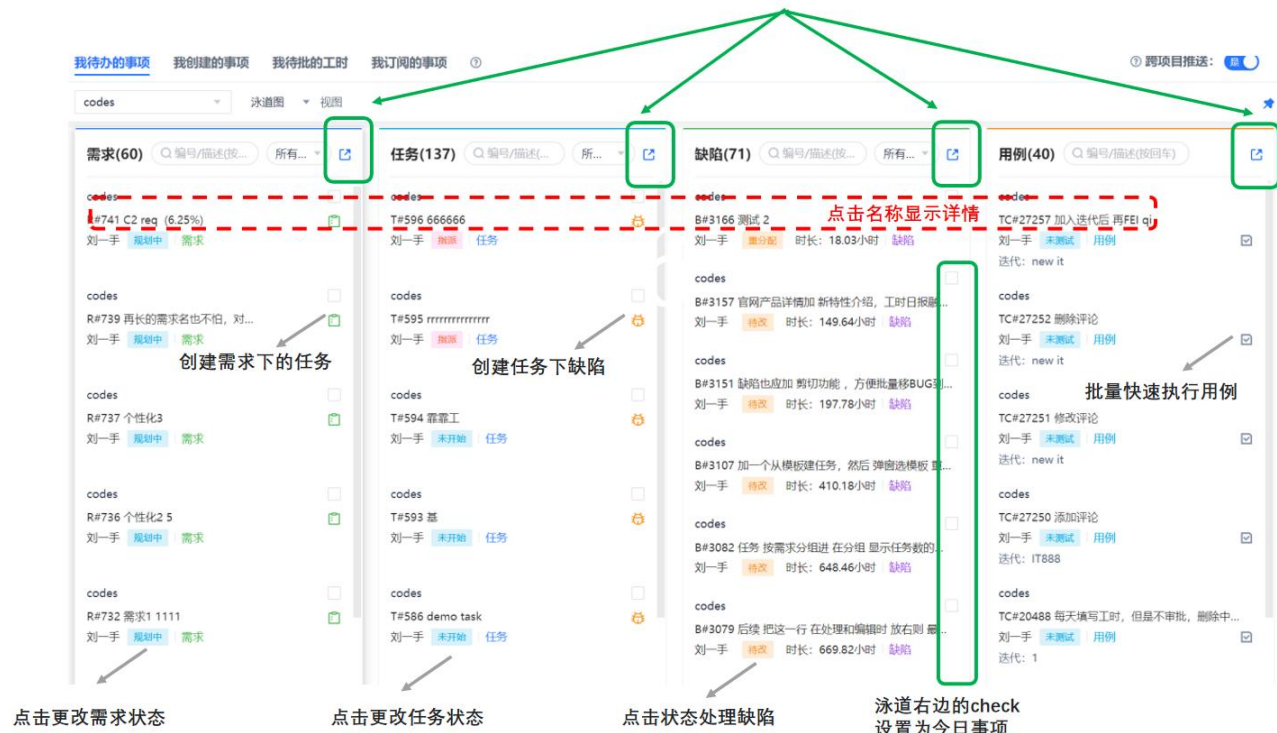 我待办的事项 我创建的事项 我待批的工时 我订阅的事项
跨项目推送: 是
codes 泳道图 视图
需求(60) 编号/描述(按... 所有...
codes
R#741 C2 req (6.25%)
刘一手 规划中 需求
codes
R#739 再长的需求名也不怕，对...
刘一手 规划中 需求
创建需求下的任务
codes
R#737 个性化3
刘一手 规划中 需求
codes
R#736 个性化2 5
刘一手 规划中 需求
codes
R#732 需求1 1111
刘一手 规划中 需求
点击更改需求状态
任务(137) 编号/描述(... 所...
codes
T#596 666666
刘一手 指派 任务
codes
T#595 rrrrrrrrrrrrrrr
刘一手 指派 任务
创建任务下缺陷
codes
T#594 霏霏工
刘一手 未开始 任务
codes
T#593 基
刘一手 未开始 任务
codes
T#586 demo task
刘一手 未开始 任务
点击更改任务状态
缺陷(71) 编号/描述(按... 所有...
codes
B#3166 测试 2
点击名称显示详情
刘一手 重分配 时长: 18.03小时 缺陷
codes
B#3157 官网产品详情加 新特性介绍，工时日报融...
刘一手 待改 时长: 149.64小时 缺陷
codes
B#3151 缺陷也应加 剪切功能 ，方便批量移BUG到...
刘一手 待改 时长: 197.78小时 缺陷
codes
B#3107 加一个从模板建任务，然后 弹窗选模板
刘一手 待改 时长: 410.18小时 缺陷
codes
B#3082 任务 按需求分组进 在分组 显示任务数的...
刘一手 待改 时长: 648.46小时 缺陷
codes
B#3079 后续 把这一行 在处理和编辑时 放右则 最...
刘一手 待改 时长: 669.82小时 缺陷
点击状态处理缺陷
泳道右边的check
设置为今日事项
用例(40) 编号/描述(按回车)
codes
TC#27257 加入迭代后 再FEI qi
刘一手 未测试 用例
迭代: new it
codes
TC#27252 删除评论
刘一手 未测试 用例
迭代: new it
批量快速执行用例
codes
TC#27251 修改评论
刘一手 未测试 用例
迭代: new it
codes
TC#27250 添加评论
刘一手 未测试 用例
迭代: IT888
codes
TC#20488 每天填写工时，但是不审批，删除中...
刘一手 未测试 用例
迭代: 1